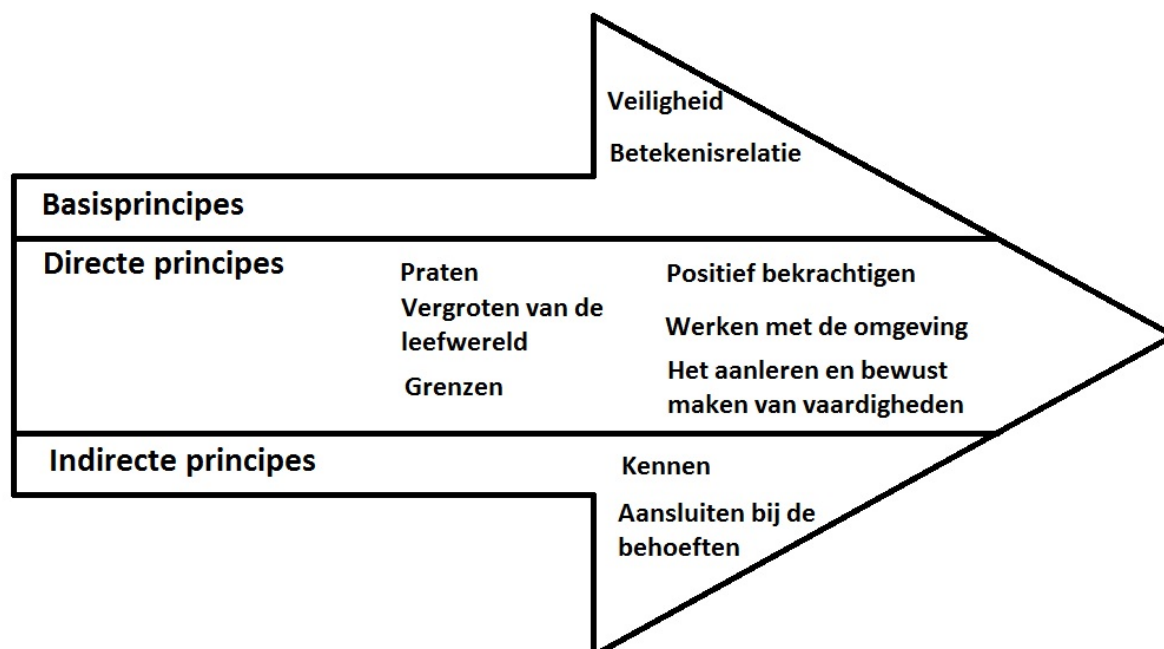 Veiligheid
Betekenisrelatie
Basisprincipes
Directe principes
Praten
Vergroten van de
leefwereld
Grenzen
Positief bekrachtigen
Werken met de omgeving
Het aanleren en bewust
maken van vaardigheden
Indirecte principes
Kennen
Aansluiten bij de
behoeften